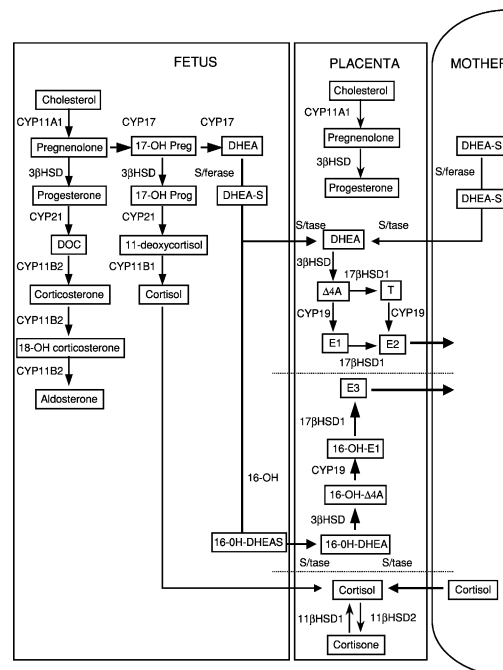 FETUS
Cholesterol
CYP11A1
CYP17
CYP17
Pregnenolone
17-OH Preg
DHEA
3βHSD
3βHSD
S/ferase
Progesterone
17-OH Prog
DHEA-S
CYP21
CYP21
DOC
11-deoxycortisol
CYP11B2
CYP11B1
Corticosterone
Cortisol
CYP11B2
18-OH corticosterone
CYP11B2
Aldosterone
16-OH
16-0H-DHEAS
PLACENTA
Cholesterol
CYP11A1
Pregnenolone
3βHSD
Progesterone
S/tase
S/tase
DHEA
3βHSD
17βHSD1
Δ4A
T
CYP19
CYP19
E1
E2
17βHSD1
E3
17βHSD1
16-OH-E1
CYP19
16-OH-Δ4A
3βHSD
16-0H-DHEA
S/tase
S/tase
Cortisol
11βHSD1
11βHSD2
Cortisone
MOTHER
DHEA-S
S/ferase
DHEA-S
Cortisol